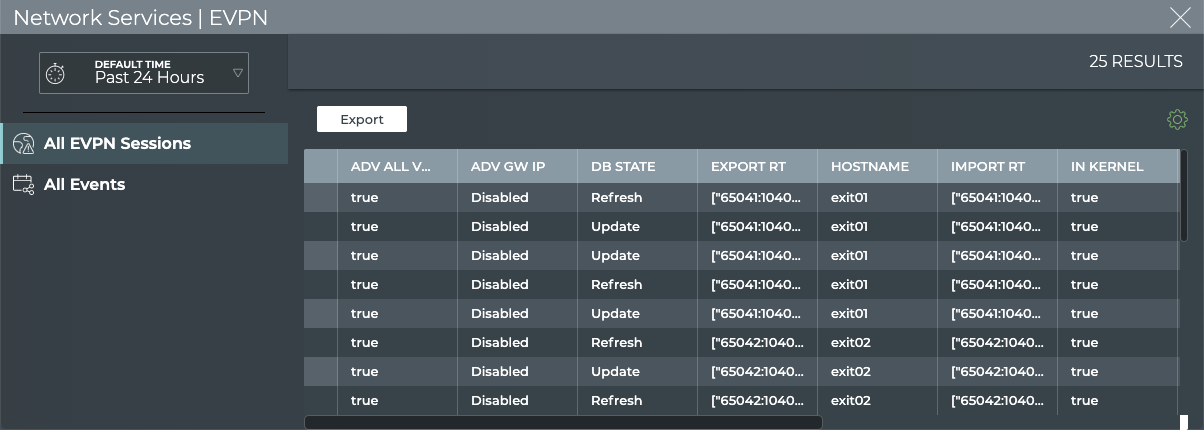 Network Services | EVPN
DEFAULT TIME
Past 24 Hours
25 RESULTS
Export
All EVPN Sessions
All Events
ADV ALL V... ADV GW IP DB STATE EXPORT RT HOSTNAME IMPORT RT IN KERNEL
true Disabled Refresh ["65041:1040... exit01 ["65041:1040... true
true Disabled Update ["65041:1040... exit01 ["65041:1040... true
true Disabled Update ["65041:1040... exit01 ["65041:1040... true
true Disabled Refresh ["65041:1040... exit01 ["65041:1040... true
true Disabled Update ["65041:1040... exit01 ["65041:1040... true
true Disabled Refresh ["65042:1040... exit02 ["65042:1040... true
true Disabled Update ["65042:1040... exit02 ["65042:1040... true
true Disabled Refresh ["65042:1040... exit02 ["65042:1040... true